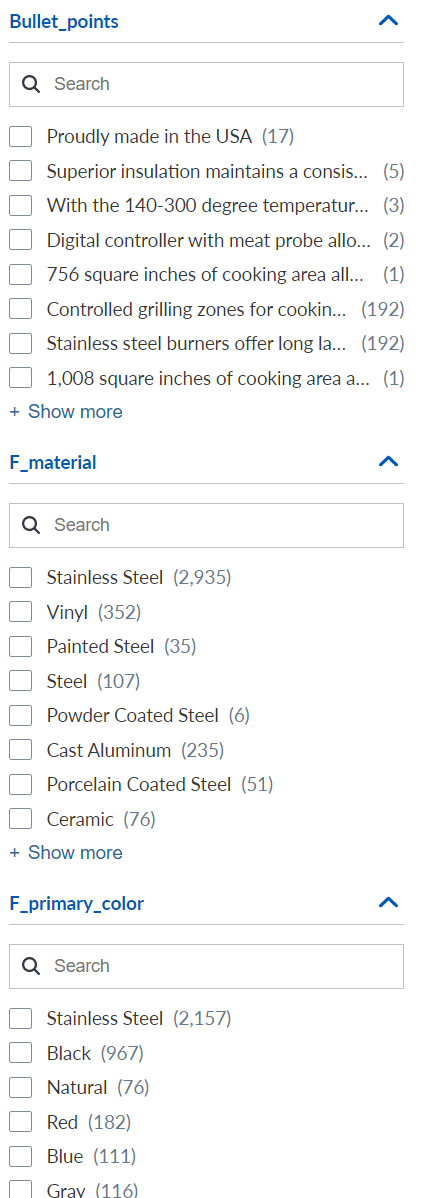 Bullet_points
Search
Proudly made in the USA (17)
Superior insulation maintains a consis... (5)
With the 140-300 degree temperatur... (3)
Digital controller with meat probe allo... (2)
756 square inches of cooking area all... (1)
Controlled grilling zones for cookin... (192)
Stainless steel burners offer long la... (192)
1,008 square inches of cooking area a... (1)
+ Show more
F_material
Search
Stainless Steel (2,935)
Vinyl (352)
Painted Steel (35)
Steel (107)
Powder Coated Steel (6)
Cast Aluminum (235)
Porcelain Coated Steel (51)
Ceramic (76)
+ Show more
F_primary_color
Search
Stainless Steel (2,157)
Black (967)
Natural (76)
Red (182)
Blue (111)
Gray (116)